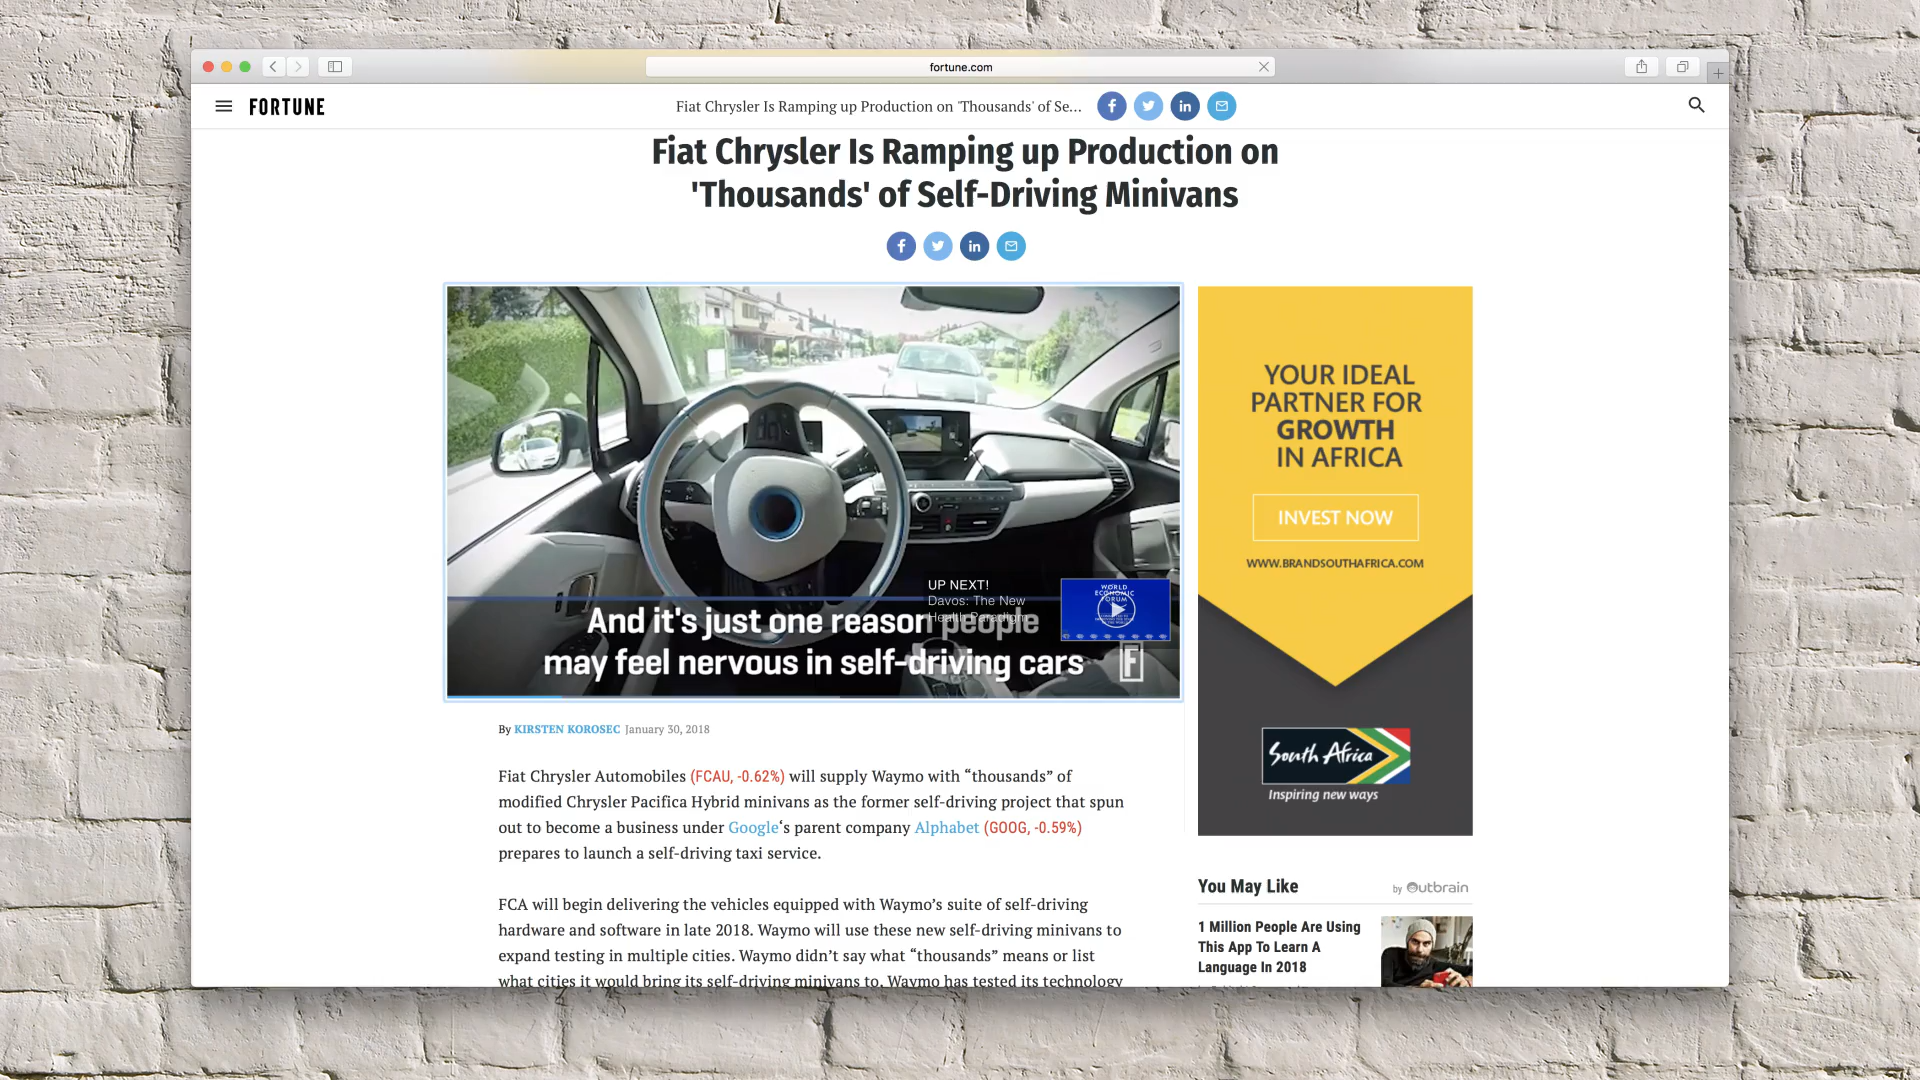 fortune.com
FORTUNE
Fiat Chrysler Is Ramping up Production on 'Thousands' of Se...
Fiat Chrysler Is Ramping up Production on
'Thousands' of Self-Driving Minivans
UP NEXT!
Davos: The New
Health Paradigm
WORLD
ECONOMIC
FORUM
And it's just one reason people
may feel nervous in self-driving cars
F
By KIRSTEN KOROSEC January 30, 2018
Fiat Chrysler Automobiles (FCAU, -0.62%) will supply Waymo with “thousands” of
modified Chrysler Pacifica Hybrid minivans as the former self-driving project that spun
out to become a business under Google‘s parent company Alphabet (GOOG, -0.59%)
prepares to launch a self-driving taxi service.
FCA will begin delivering the vehicles equipped with Waymo’s suite of self-driving
hardware and software in late 2018. Waymo will use these new self-driving minivans to
expand testing in multiple cities. Waymo didn’t say what “thousands” means or list
what cities it would bring its self-driving minivans to. Waymo has tested its technology
YOUR IDEAL
PARTNER FOR
GROWTH
IN AFRICA
INVEST NOW
WWW.BRANDSOUTHAFRICA.COM
South Africa
Inspiring new ways
You May Like
by Outbrain
1 Million People Are Using
This App To Learn A
Language In 2018